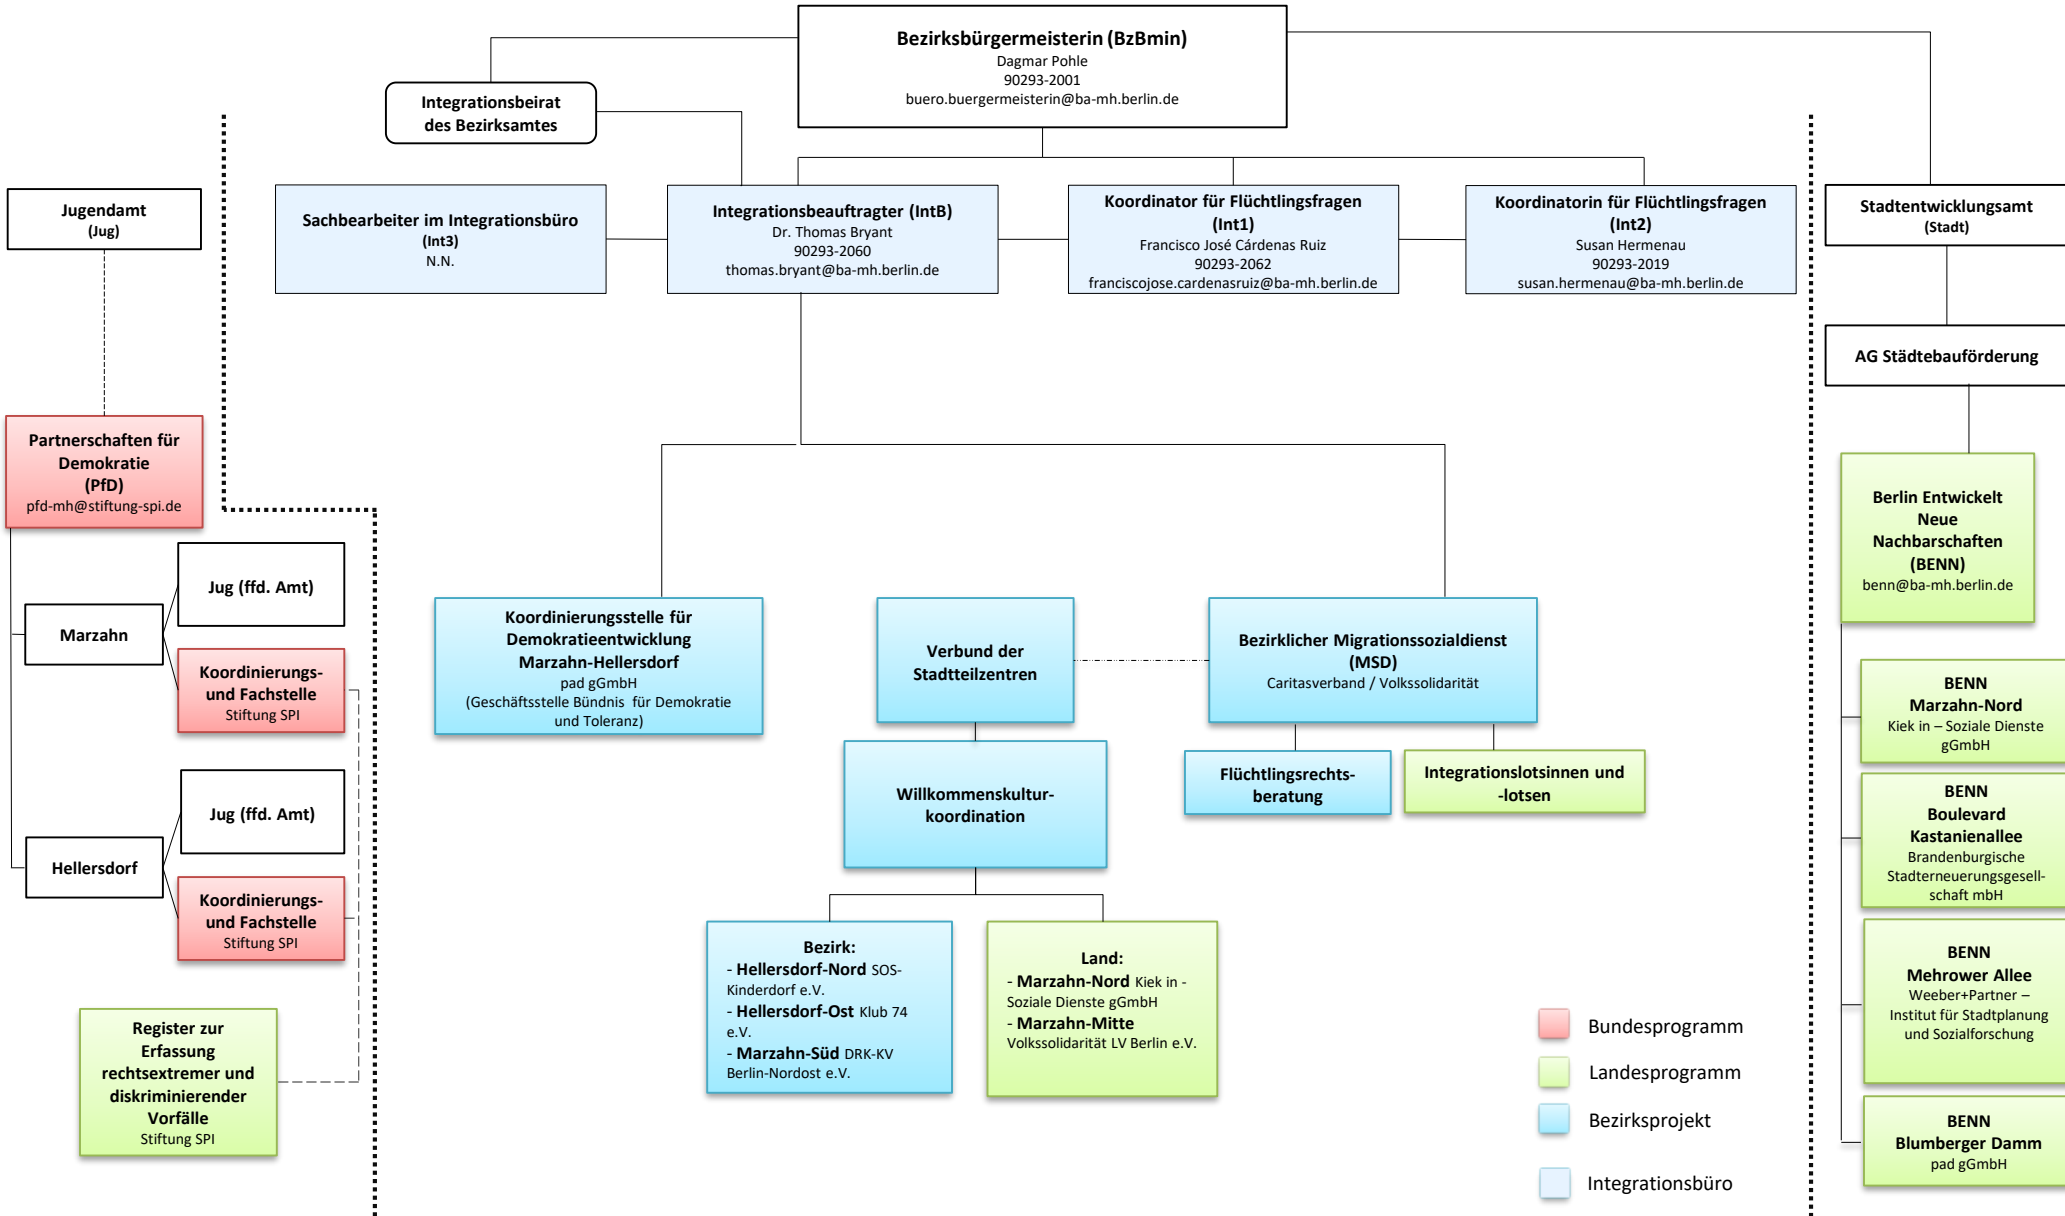 Bezirksbürgermeisterin (BzBmin)
Dagmar Pohle
90293-2001
buero.buergermeisterin@ba-mh.berlin.de
Integrationsbeirat
des Bezirksamtes
Jugendamt
(Jug)
Sachbearbeiter im Integrationsbüro
(Int3)
N.N.
Integrationsbeauftragter (IntB)
Dr. Thomas Bryant
90293-2060
thomas.bryant@ba-mh.berlin.de
Koordinator für Flüchtlingsfragen
(Int1)
Francisco José Cárdenas Ruiz
90293-2062
franciscojose.cardenasruiz@ba-mh.berlin.de
Koordinatorin für Flüchtlingsfragen
(Int2)
Susan Hermenau
90293-2019
susan.hermenau@ba-mh.berlin.de
Stadtentwicklungsamt
(Stadt)
AG Städtebauförderung
Partnerschaften für
Demokratie
(PfD)
pfd-mh@stiftung-spi.de
Marzahn
Jug (ffd. Amt)
Koordinierungs-
und Fachstelle
Stiftung SPI
Hellersdorf
Jug (ffd. Amt)
Koordinierungs-
und Fachstelle
Stiftung SPI
Register zur
Erfassung
rechtsextremer und
diskriminierender
Vorfälle
Stiftung SPI
Koordinierungsstelle für
Demokratieentwicklung
Marzahn-Hellersdorf
pad gGmbH
(Geschäftsstelle Bündnis für Demokratie
und Toleranz)
Verbund der
Stadtteilzentren
Bezirklicher Migrationssozialdienst
(MSD)
Caritasverband / Volkssolidarität
Willkommenskultur-
koordination
Flüchtlingsrechts-
beratung
Integrationslotsinnen und
-lotsen
Bezirk:
- Hellersdorf-Nord SOS-
Kinderdorf e.V.
- Hellersdorf-Ost Klub 74
e.V.
- Marzahn-Süd DRK-KV
Berlin-Nordost e.V.
Land:
- Marzahn-Nord Kiek in -
Soziale Dienste gGmbH
- Marzahn-Mitte
Volkssolidarität LV Berlin e.V.
Berlin Entwickelt
Neue
Nachbarschaften
(BENN)
benn@ba-mh.berlin.de
BENN
Marzahn-Nord
Kiek in – Soziale Dienste
gGmbH
BENN
Boulevard
Kastanienallee
Brandenburgische
Stadterneuerungsgesell-
schaft mbH
BENN
Mehrower Allee
Weeber+Partner –
Institut für Stadtplanung
und Sozialforschung
BENN
Blumberger Damm
pad gGmbH
Bundesprogramm
Landesprogramm
Bezirksprojekt
Integrationsbüro